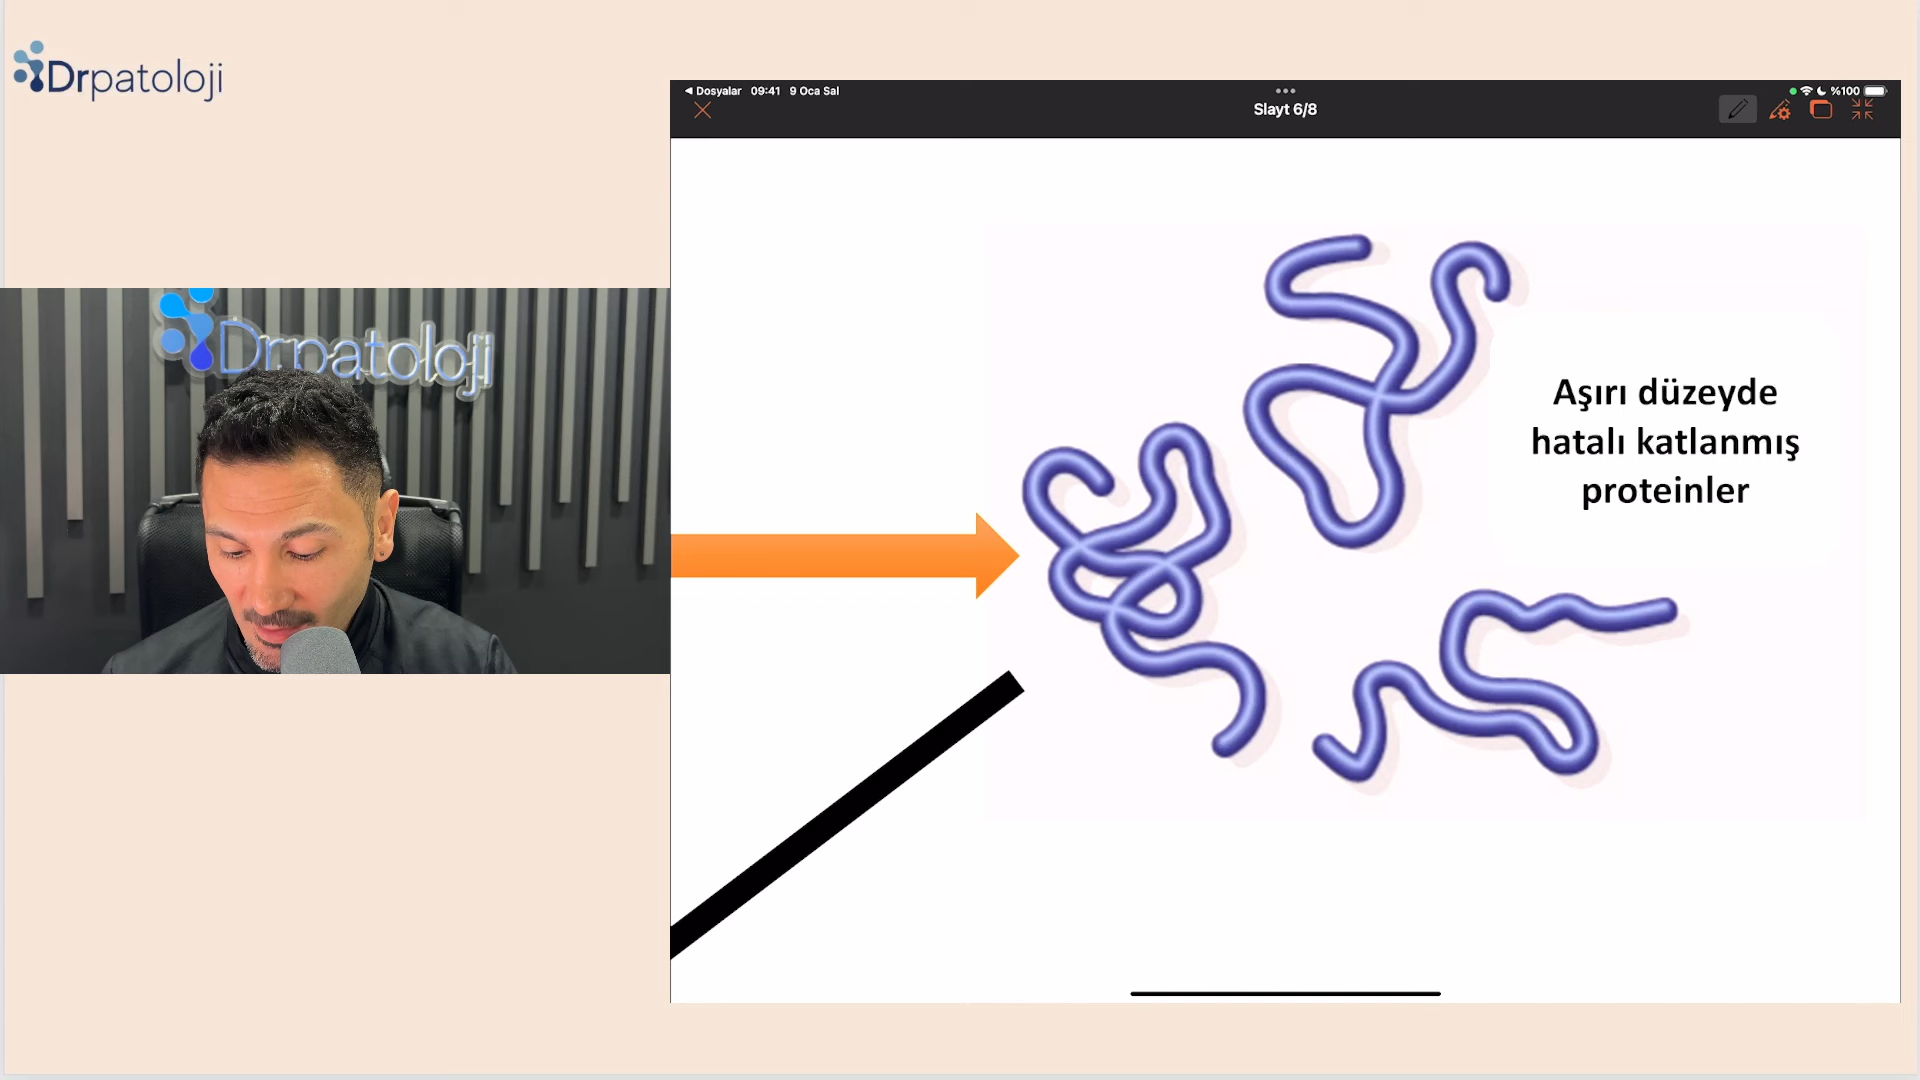 Drpatoloji
Dosyalar 09:41 9 Oca Sal
%100
Slayt 6/8
Drpatoloji
Aşırı düzeyde
hatalı katlanmış
proteinler